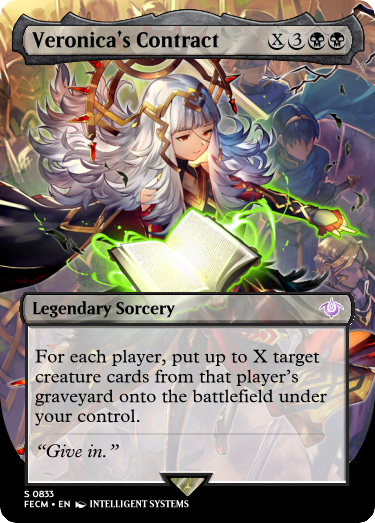 Veronica's Contract X3
Legendary Sorcery
For each player, put up to X target
creature cards from that player's
graveyard onto the battlefield under
your control.
“Give in.”
S 0833
FECM • EN INTELLIGENT SYSTEMS